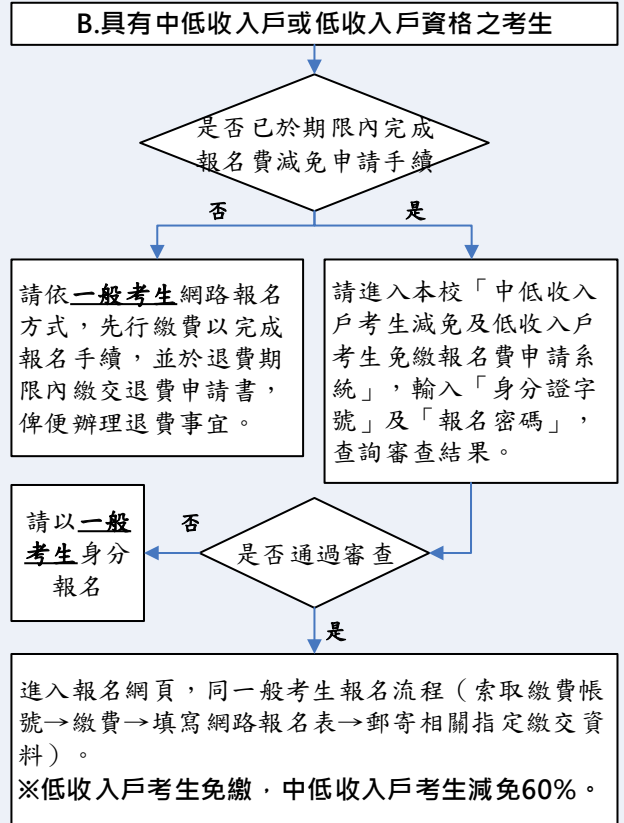 B.具有中低收入戶或低收入戶資格之考生
是否已於期限內完成
報名費減免申請手續
否
是
請依一般考生網路報名
方式，先行繳費以完成
報名手續，並於退費期
限內繳交退費申請書，
俾便辦理退費事宜。
請進入本校「中低收入
戶考生減免及低收入戶
考生免繳報名費申請系
統」，輸入「身分證字
號」及「報名密碼」，
查詢審查結果。
請以一般
考生身分
報名
否
是否通過審查
是
進入報名網頁，同一般考生報名流程（索取繳費帳
號→繳費→填寫網路報名表→郵寄相關指定繳交資
料）。
※低收入戶考生免繳，中低收入戶考生減免60%。